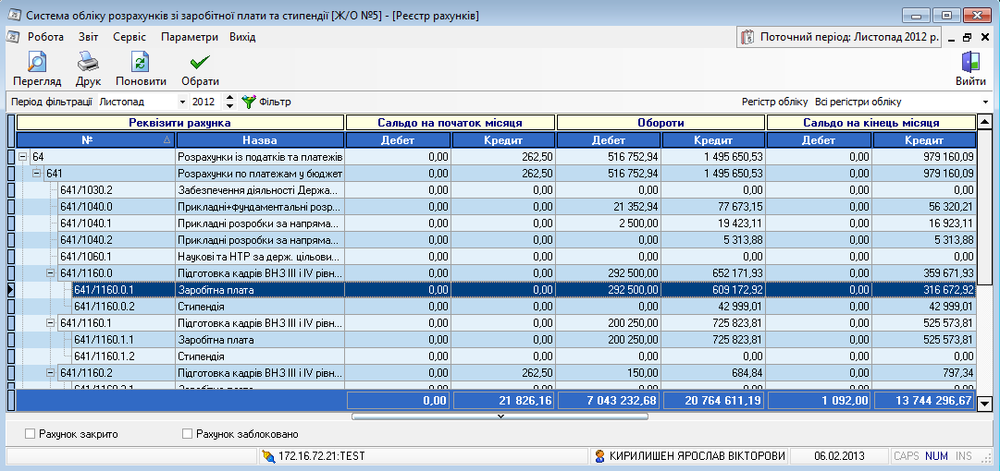 Система обліку розрахунків зі заробітної плати та стипендії [Ж/О №5] - [Реєстр рахунків]
Робота Звіт Сервіс Параметри Вихід Поточний період: Листопад 2012 р.
Перегляд Друк Поновити Обрати Вийти
Період фільтрації Листопад 2012 Фільтр Регістр обліку Всі регістри обліку
Реквізити рахунка Сальдо на початок місяця Обороти Сальдо на кінець місяця
№ Назва Дебет Кредит Дебет Кредит Дебет Кредит
64 Розрахунки із податків та платежів 0,00 262,50 516 752,94 1 495 650,53 0,00 979 160,09
641 Розрахунки по платежам у бюджет 0,00 262,50 516 752,94 1 495 650,53 0,00 979 160,09
641/1030.2 Забезпечення діяльності Держа... 0,00 0,00 0,00 0,00 0,00 0,00
641/1040.0 Прикладні+фундаментальні розр... 0,00 0,00 21 352,94 77 673,15 0,00 56 320,21
641/1040.1 Прикладні розробки за напряма... 0,00 0,00 2 500,00 19 423,11 0,00 16 923,11
641/1040.2 Прикладні розробки за напряма... 0,00 0,00 0,00 5 313,88 0,00 5 313,88
641/1060.1 Наукові та НТР за держ. цільови... 0,00 0,00 0,00 0,00 0,00 0,00
641/1160.0 Підготовка кадрів ВНЗ III і IV рівн... 0,00 0,00 292 500,00 652 171,93 0,00 359 671,93
641/1160.0.1 Заробітна плата 0,00 0,00 292 500,00 609 172,92 0,00 316 672,92
641/1160.0.2 Стипендія 0,00 0,00 0,00 42 999,01 0,00 42 999,01
641/1160.1 Підготовка кадрів ВНЗ III і IV рівн... 0,00 0,00 200 250,00 725 823,81 0,00 525 573,81
641/1160.1.1 Заробітна плата 0,00 0,00 200 250,00 725 823,81 0,00 525 573,81
641/1160.1.2 Стипендія 0,00 0,00 0,00 0,00 0,00 0,00
641/1160.2 Підготовка кадрів ВНЗ III і IV рівн... 0,00 262,50 150,00 684,84 0,00 797,34
0,00 21 826,16 7 043 232,68 20 764 611,19 1 092,00 13 744 296,67
Рахунок закрито Рахунок заблоковано
172.16.72.21:TEST КИРИЛИШЕН ЯРОСЛАВ ВІКТОРОВИ 06.02.2013 CAPS NUM INS